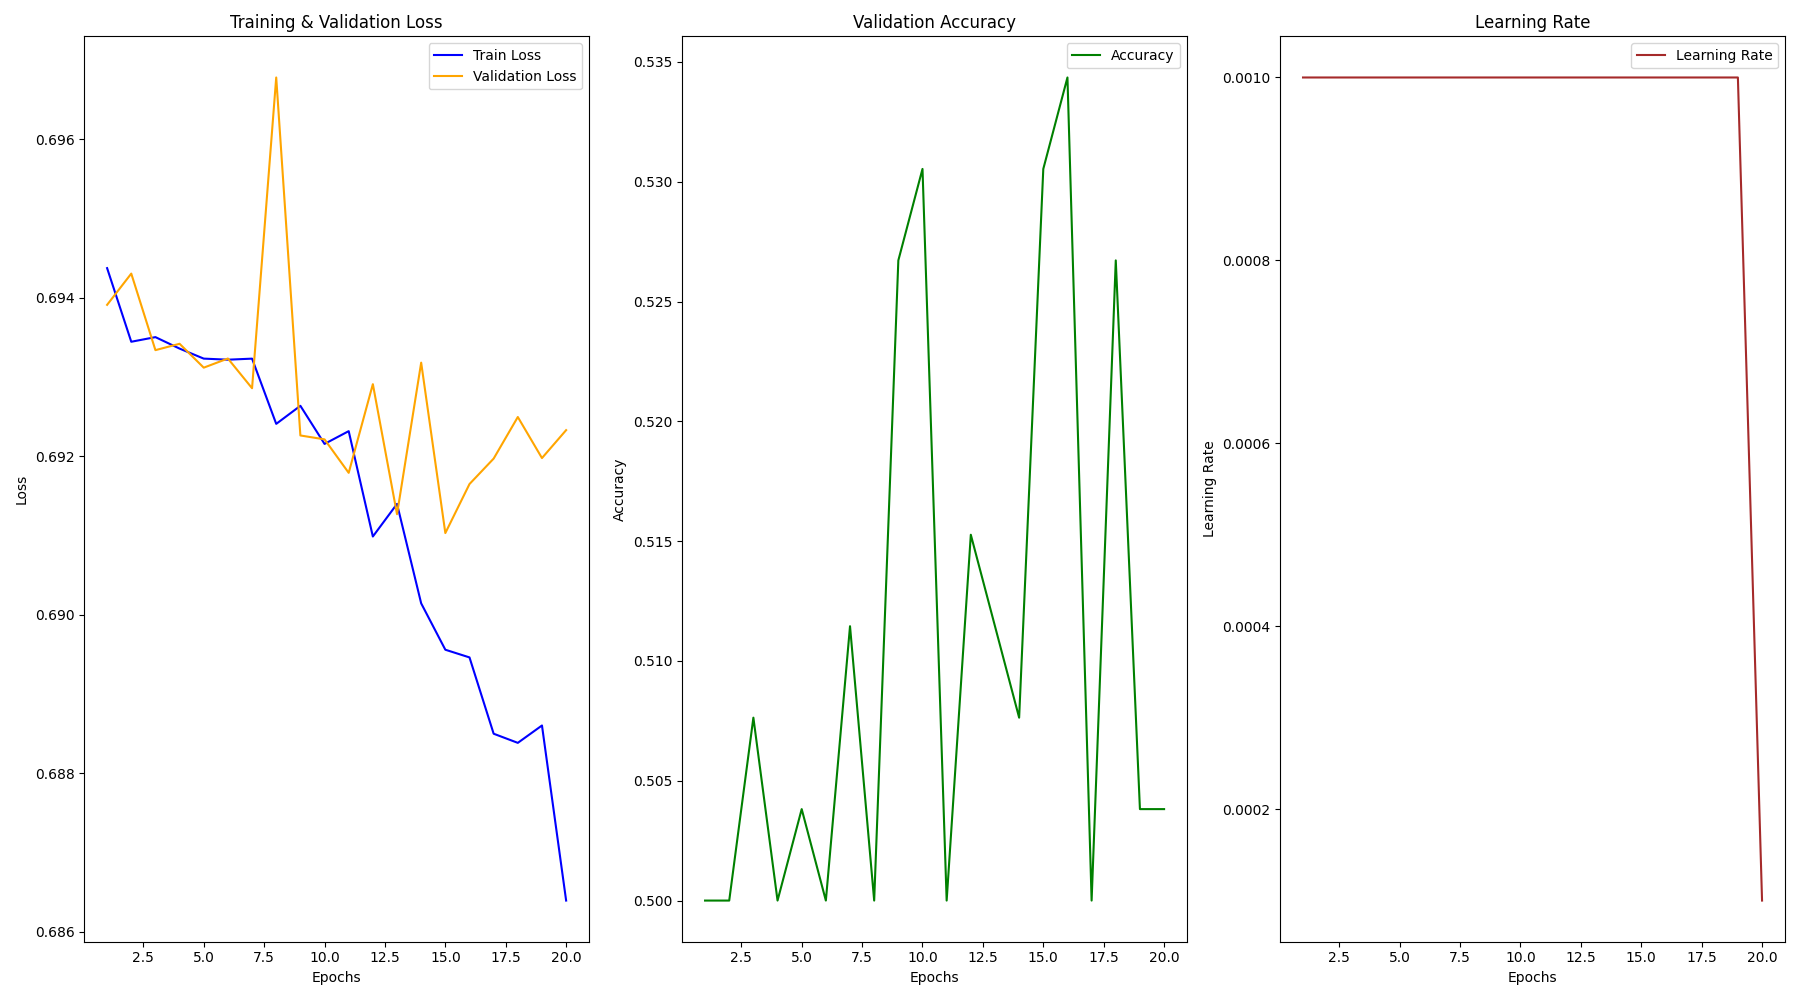 Training & Validation Loss
Train Loss
Validation Loss
0.696
0.694
0.692
0.690
0.688
0.686
Loss
2.5 5.0 7.5 10.0 12.5 15.0 17.5 20.0
Epochs
Validation Accuracy
Accuracy
0.535
0.530
0.525
0.520
0.515
0.510
0.505
0.500
Accuracy
2.5 5.0 7.5 10.0 12.5 15.0 17.5 20.0
Epochs
Learning Rate
Learning Rate
0.0010
0.0008
0.0006
0.0004
0.0002
Learning Rate
2.5 5.0 7.5 10.0 12.5 15.0 17.5 20.0
Epochs